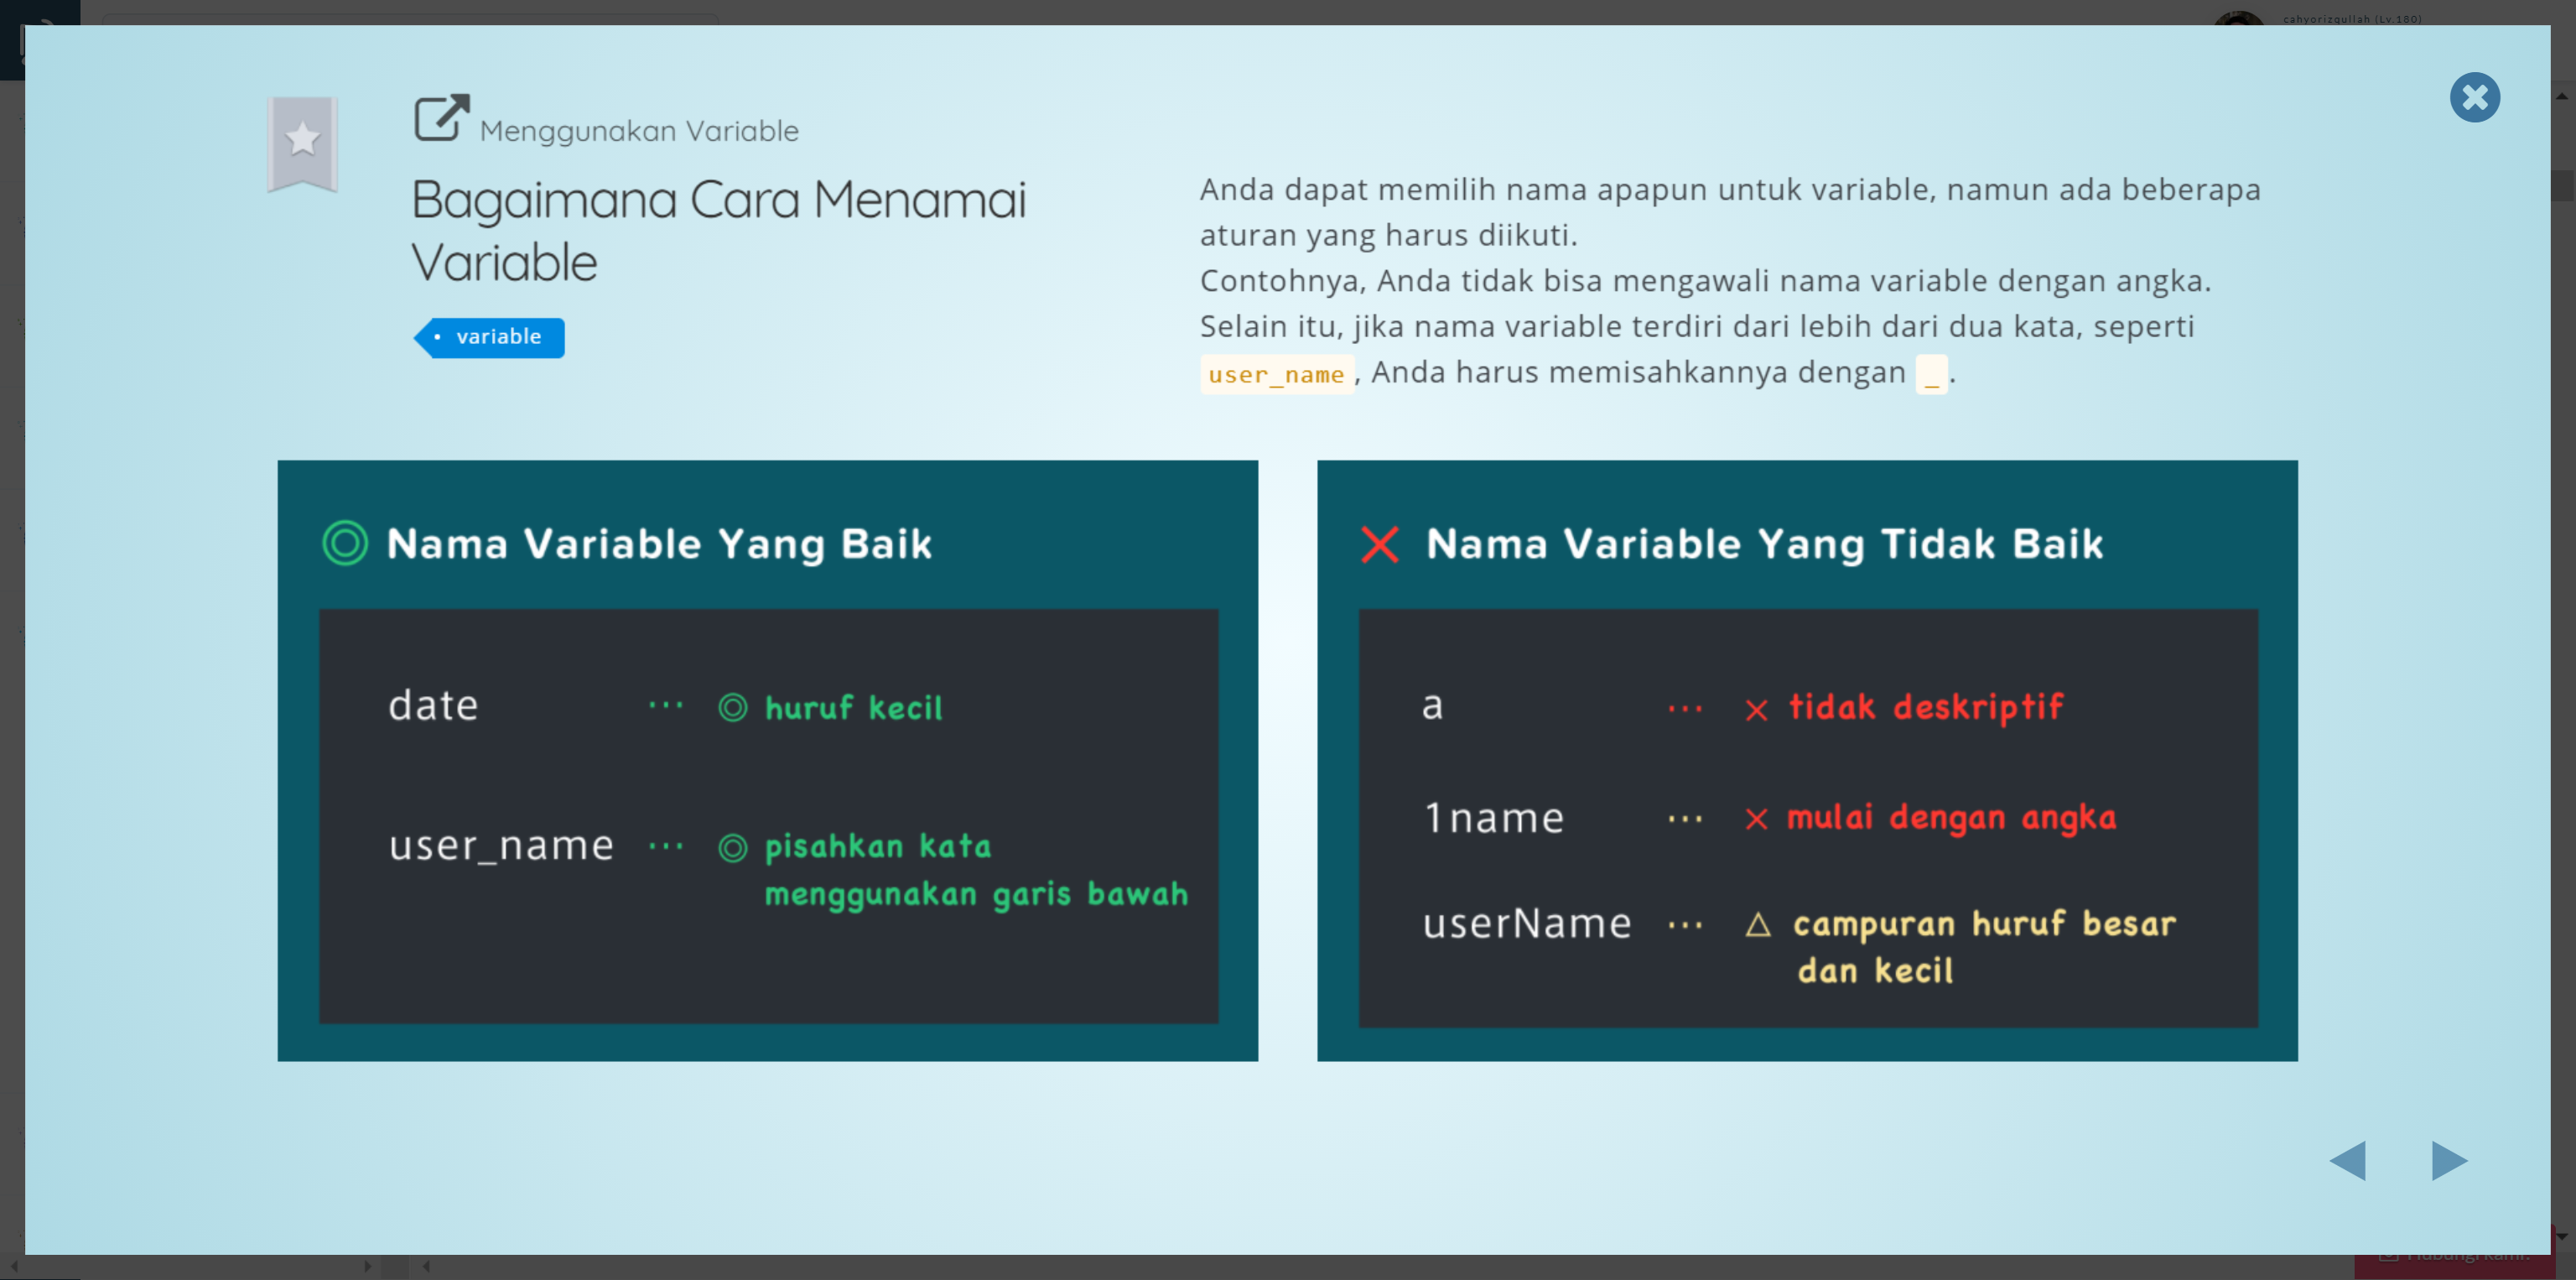 cahyorizqullah (Lv.180)
Menggunakan Variable
Bagaimana Cara Menamai
Variable
• variable
Anda dapat memilih nama apapun untuk variable, namun ada beberapa
aturan yang harus diikuti.
Contohnya, Anda tidak bisa mengawali nama variable dengan angka.
Selain itu, jika nama variable terdiri dari lebih dari dua kata, seperti
user_name, Anda harus memisahkannya dengan _.
Nama Variable Yang Baik
date ... ◎ huruf kecil
user_name ... ◎ pisahkan kata
menggunakan garis bawah
Nama Variable Yang Tidak Baik
a ... × tidak deskriptif
1name ... × mulai dengan angka
userName ... △ campuran huruf besar
dan kecil
Hubungi kami